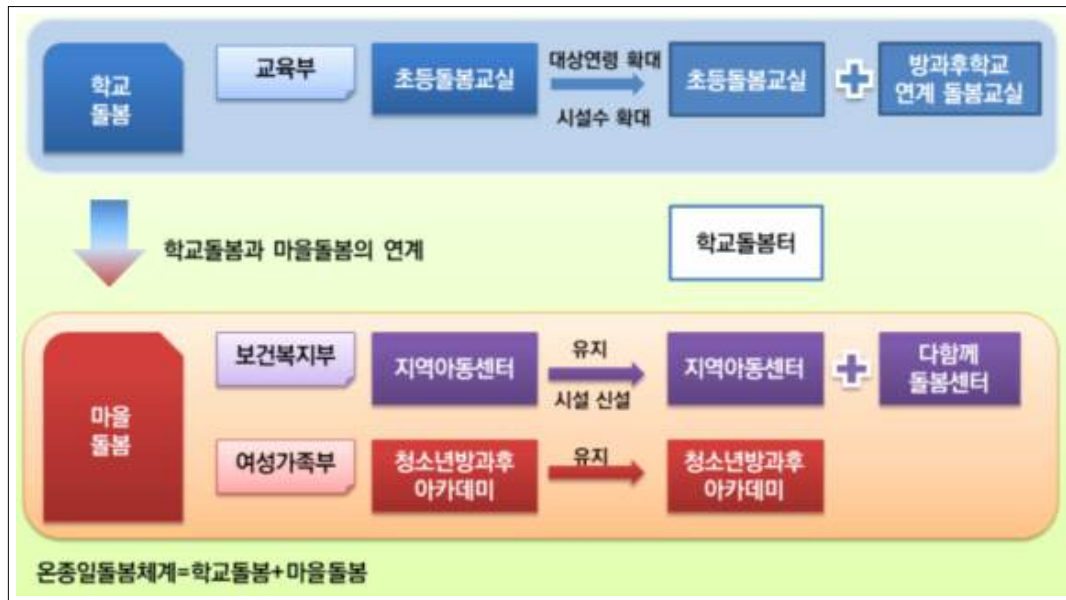 학교
돌봄
교육부
초등돌봄교실
대상연령 확대
시설수 확대
초등돌봄교실
방과후학교
연계 돌봄교실
학교돌봄과 마을돌봄의 연계
학교돌봄터
마을
돌봄
보건복지부
지역아동센터
유지
시설 신설
지역아동센터
다함께
돌봄센터
여성가족부
청소년방과후
아카데미
유지
청소년방과후
아카데미
온종일돌봄체계=학교돌봄+마을돌봄